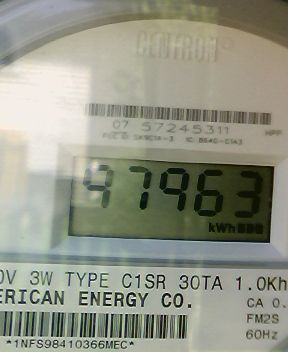 CENTRON®
07 57245311
97963
kWh
0V 3W TYPE C1SR 30TA 1.0Kh
ERICAN ENERGY CO.
CA 0.
FM2S
60Hz
*1NFS98410366MEC*